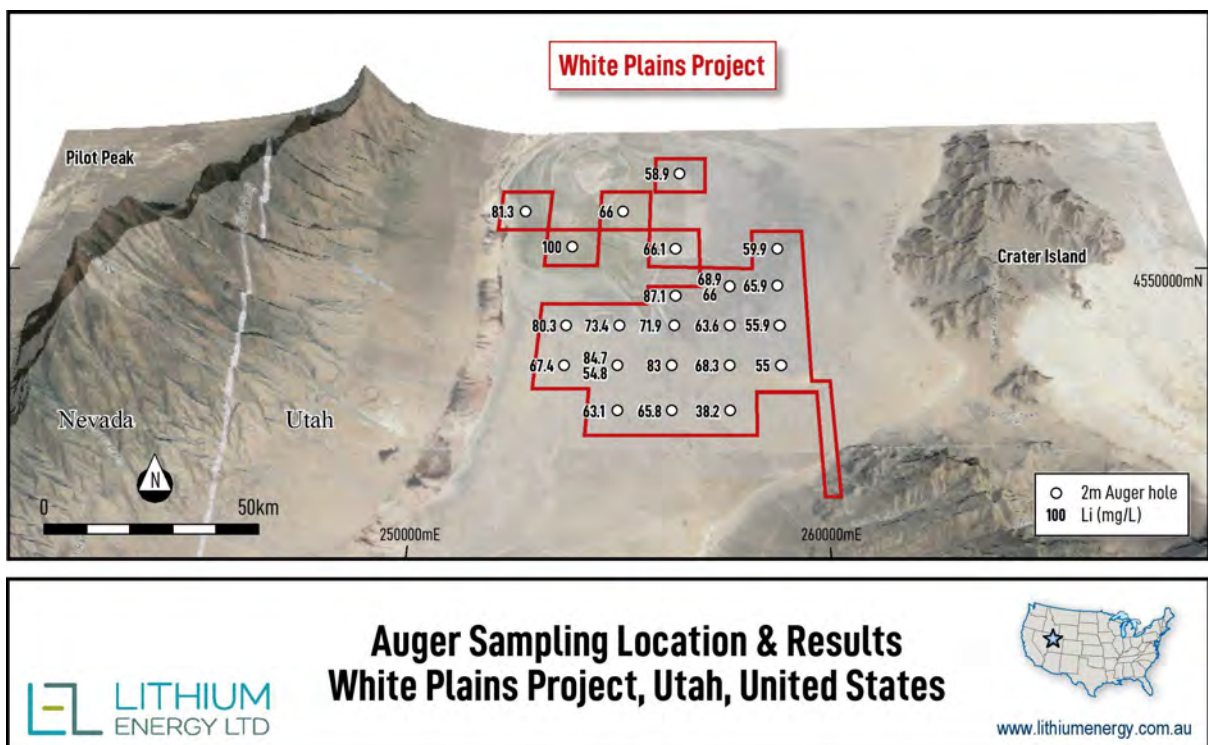 White Plains Project
Pilot Peak
58.9
81.3
66
100
66.1
59.9
Crater Island
68.9
66
65.9
4550000mN
87.1
80.3
73.4
71.9
63.6
55.9
67.4
84.7
54.8
83
68.3
55
63.1
65.8
38.2
Nevada
Utah
N
0
50km
250000mE
260000mE
2m Auger hole
100 Li (mg/L)
Auger Sampling Location & Results
White Plains Project, Utah, United States
LITHIUM
ENERGY LTD
www.lithiumenergy.com.au